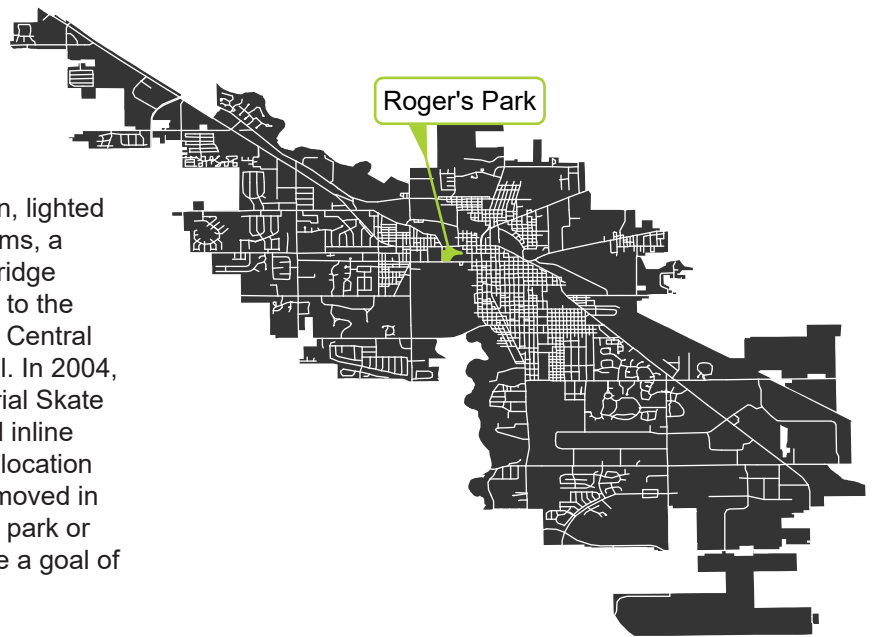 Roger's Park
n, lighted
ms, a
ridge
to the
Central
l. In 2004,
rial Skate
l inline
location
moved in
park or
e a goal of